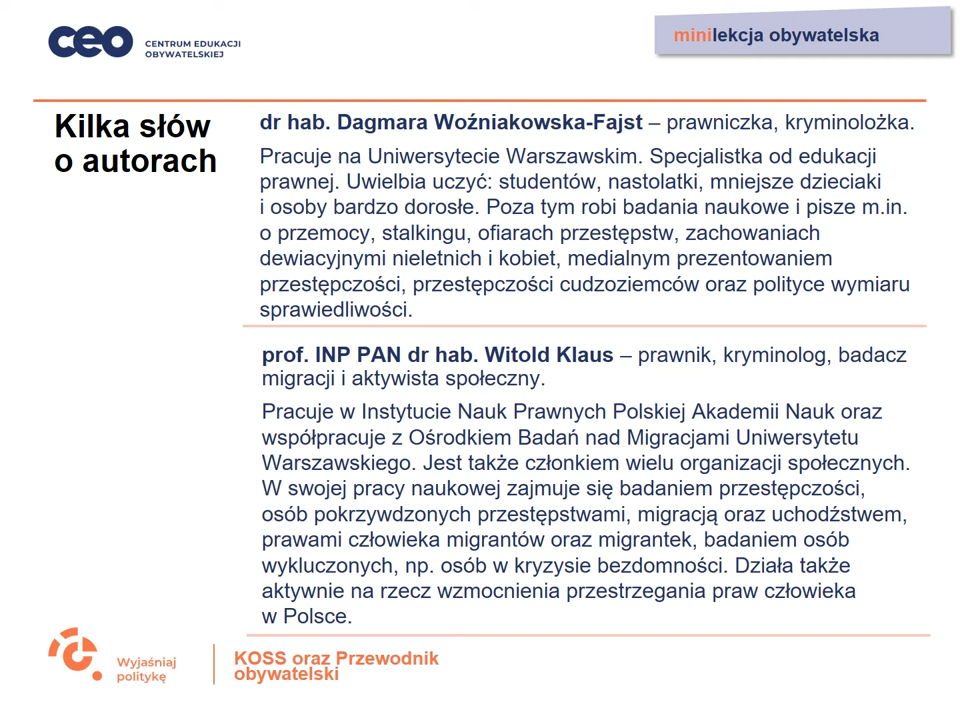 ceo
CENTRUM EDUKACJI
OBYWATELSKIEJ
minilekcja obywatelska
Kilka słów
o autorach
dr hab. Dagmara Woźniakowska-Fajst – prawniczka, kryminolożka.
Pracuje na Uniwersytecie Warszawskim. Specjalistka od edukacji
prawnej. Uwielbia uczyć: studentów, nastolatki, mniejsze dzieciaki
i osoby bardzo dorosłe. Poza tym robi badania naukowe i pisze m.in.
o przemocy, stalkingu, ofiarach przestępstw, zachowaniach
dewiacyjnymi nieletnich i kobiet, medialnym prezentowaniem
przestępczości, przestępczości cudzoziemców oraz polityce wymiaru
sprawiedliwości.
prof. INP PAN dr hab. Witold Klaus – prawnik, kryminolog, badacz
migracji i aktywista społeczny.
Pracuje w Instytucie Nauk Prawnych Polskiej Akademii Nauk oraz
współpracuje z Ośrodkiem Badań nad Migracjami Uniwersytetu
Warszawskiego. Jest także członkiem wielu organizacji społecznych.
W swojej pracy naukowej zajmuje się badaniem przestępczości,
osób pokrzywdzonych przestępstwami, migracją oraz uchodźstwem,
prawami człowieka migrantów oraz migrantek, badaniem osób
wykluczonych, np. osób w kryzysie bezdomności. Działa także
aktywnie na rzecz wzmocnienia przestrzegania praw człowieka
w Polsce.
Wyjaśniaj
politykę
KOSS oraz Przewodnik
obywatelski